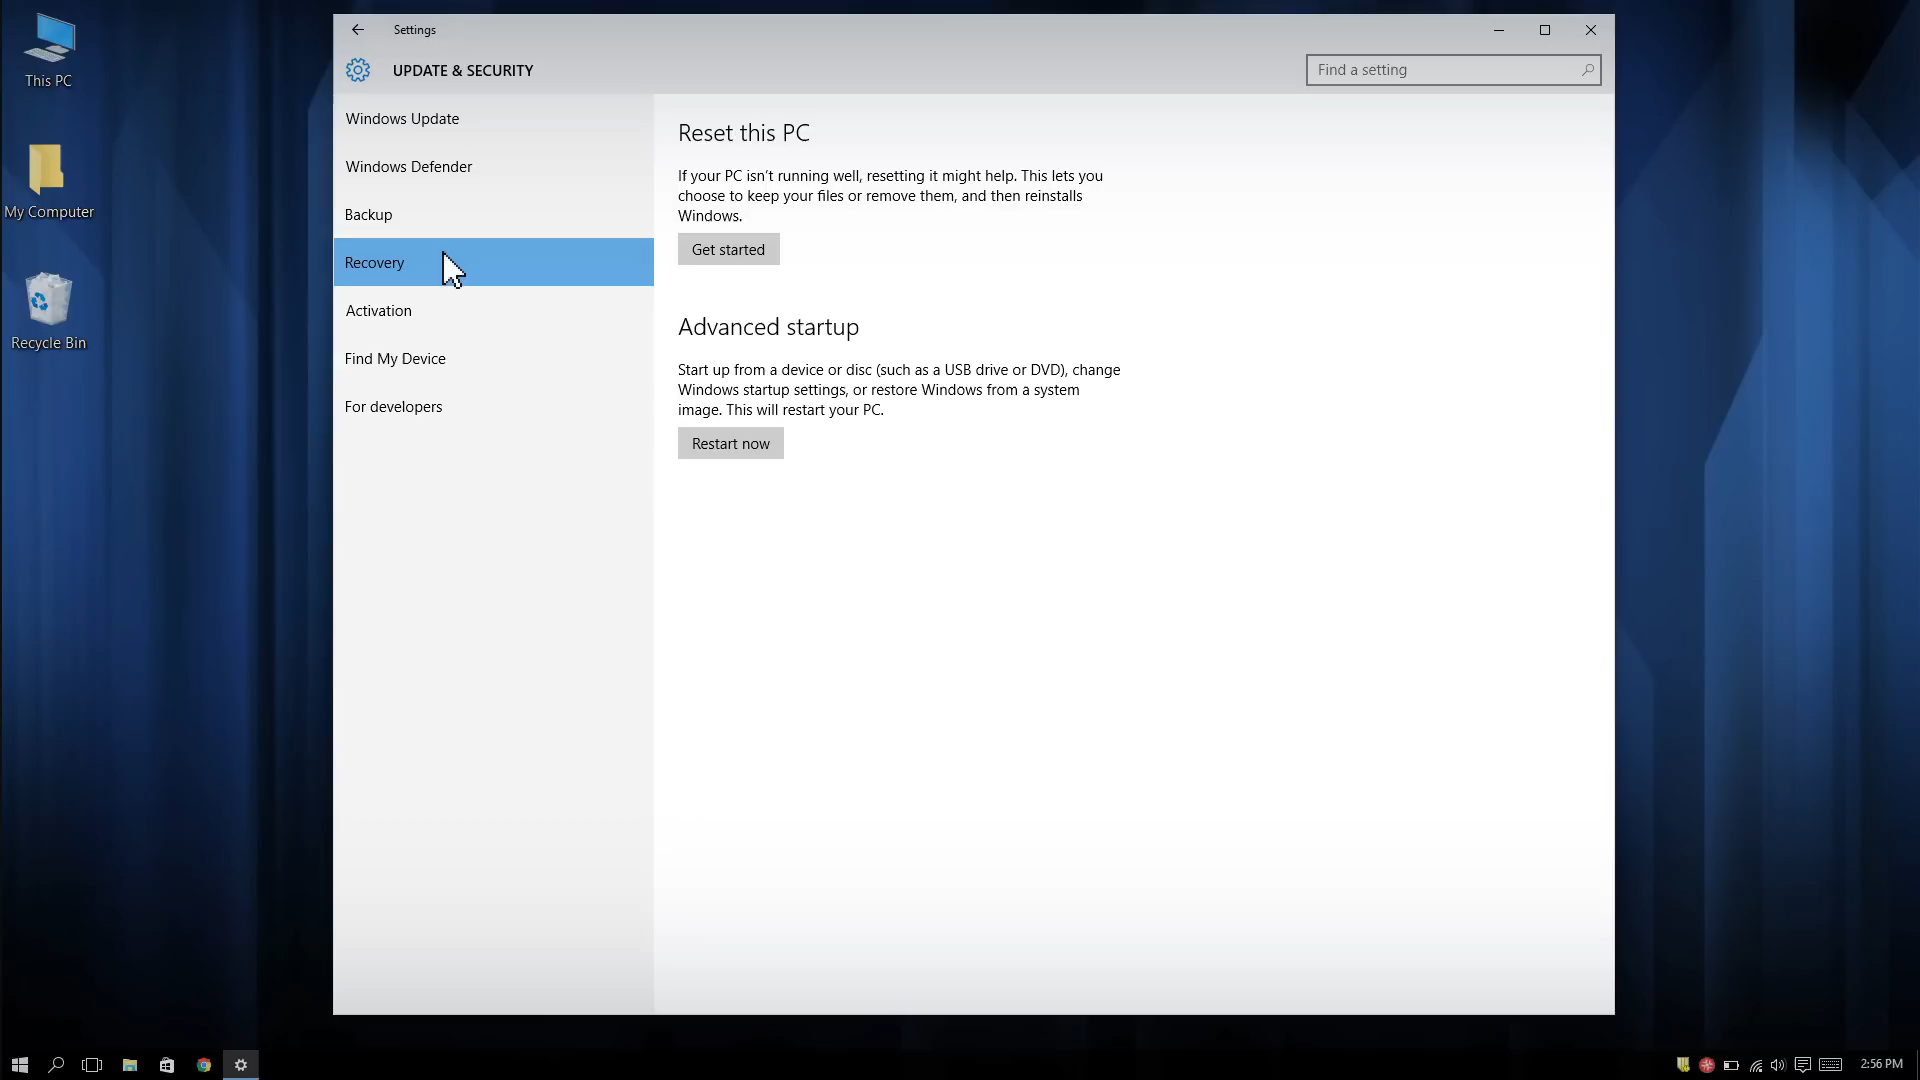 This PC
My Computer
Recycle Bin
Settings
UPDATE & SECURITY
Find a setting
Windows Update
Windows Defender
Backup
Recovery
Activation
Find My Device
For developers
Reset this PC
If your PC isn't running well, resetting it might help. This lets you
choose to keep your files or remove them, and then reinstalls
Windows.
Get started
Advanced startup
Start up from a device or disc (such as a USB drive or DVD), change
Windows startup settings, or restore Windows from a system
image. This will restart your PC.
Restart now
2:56 PM